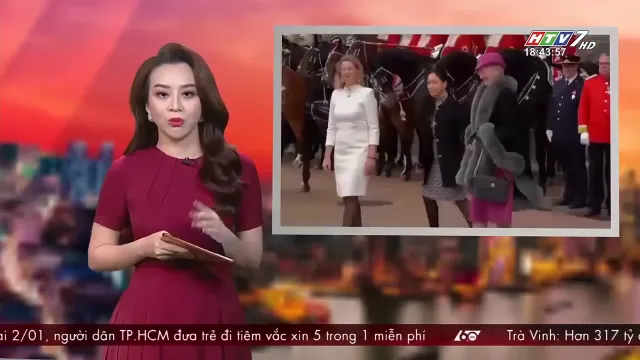 HTV7 HD
18:43:57
ai 2/01, người dân TP.HCM đưa trẻ đi tiêm vắc xin 5 trong 1 miễn phí 60 Trà Vinh: Hơn 317 tỷ